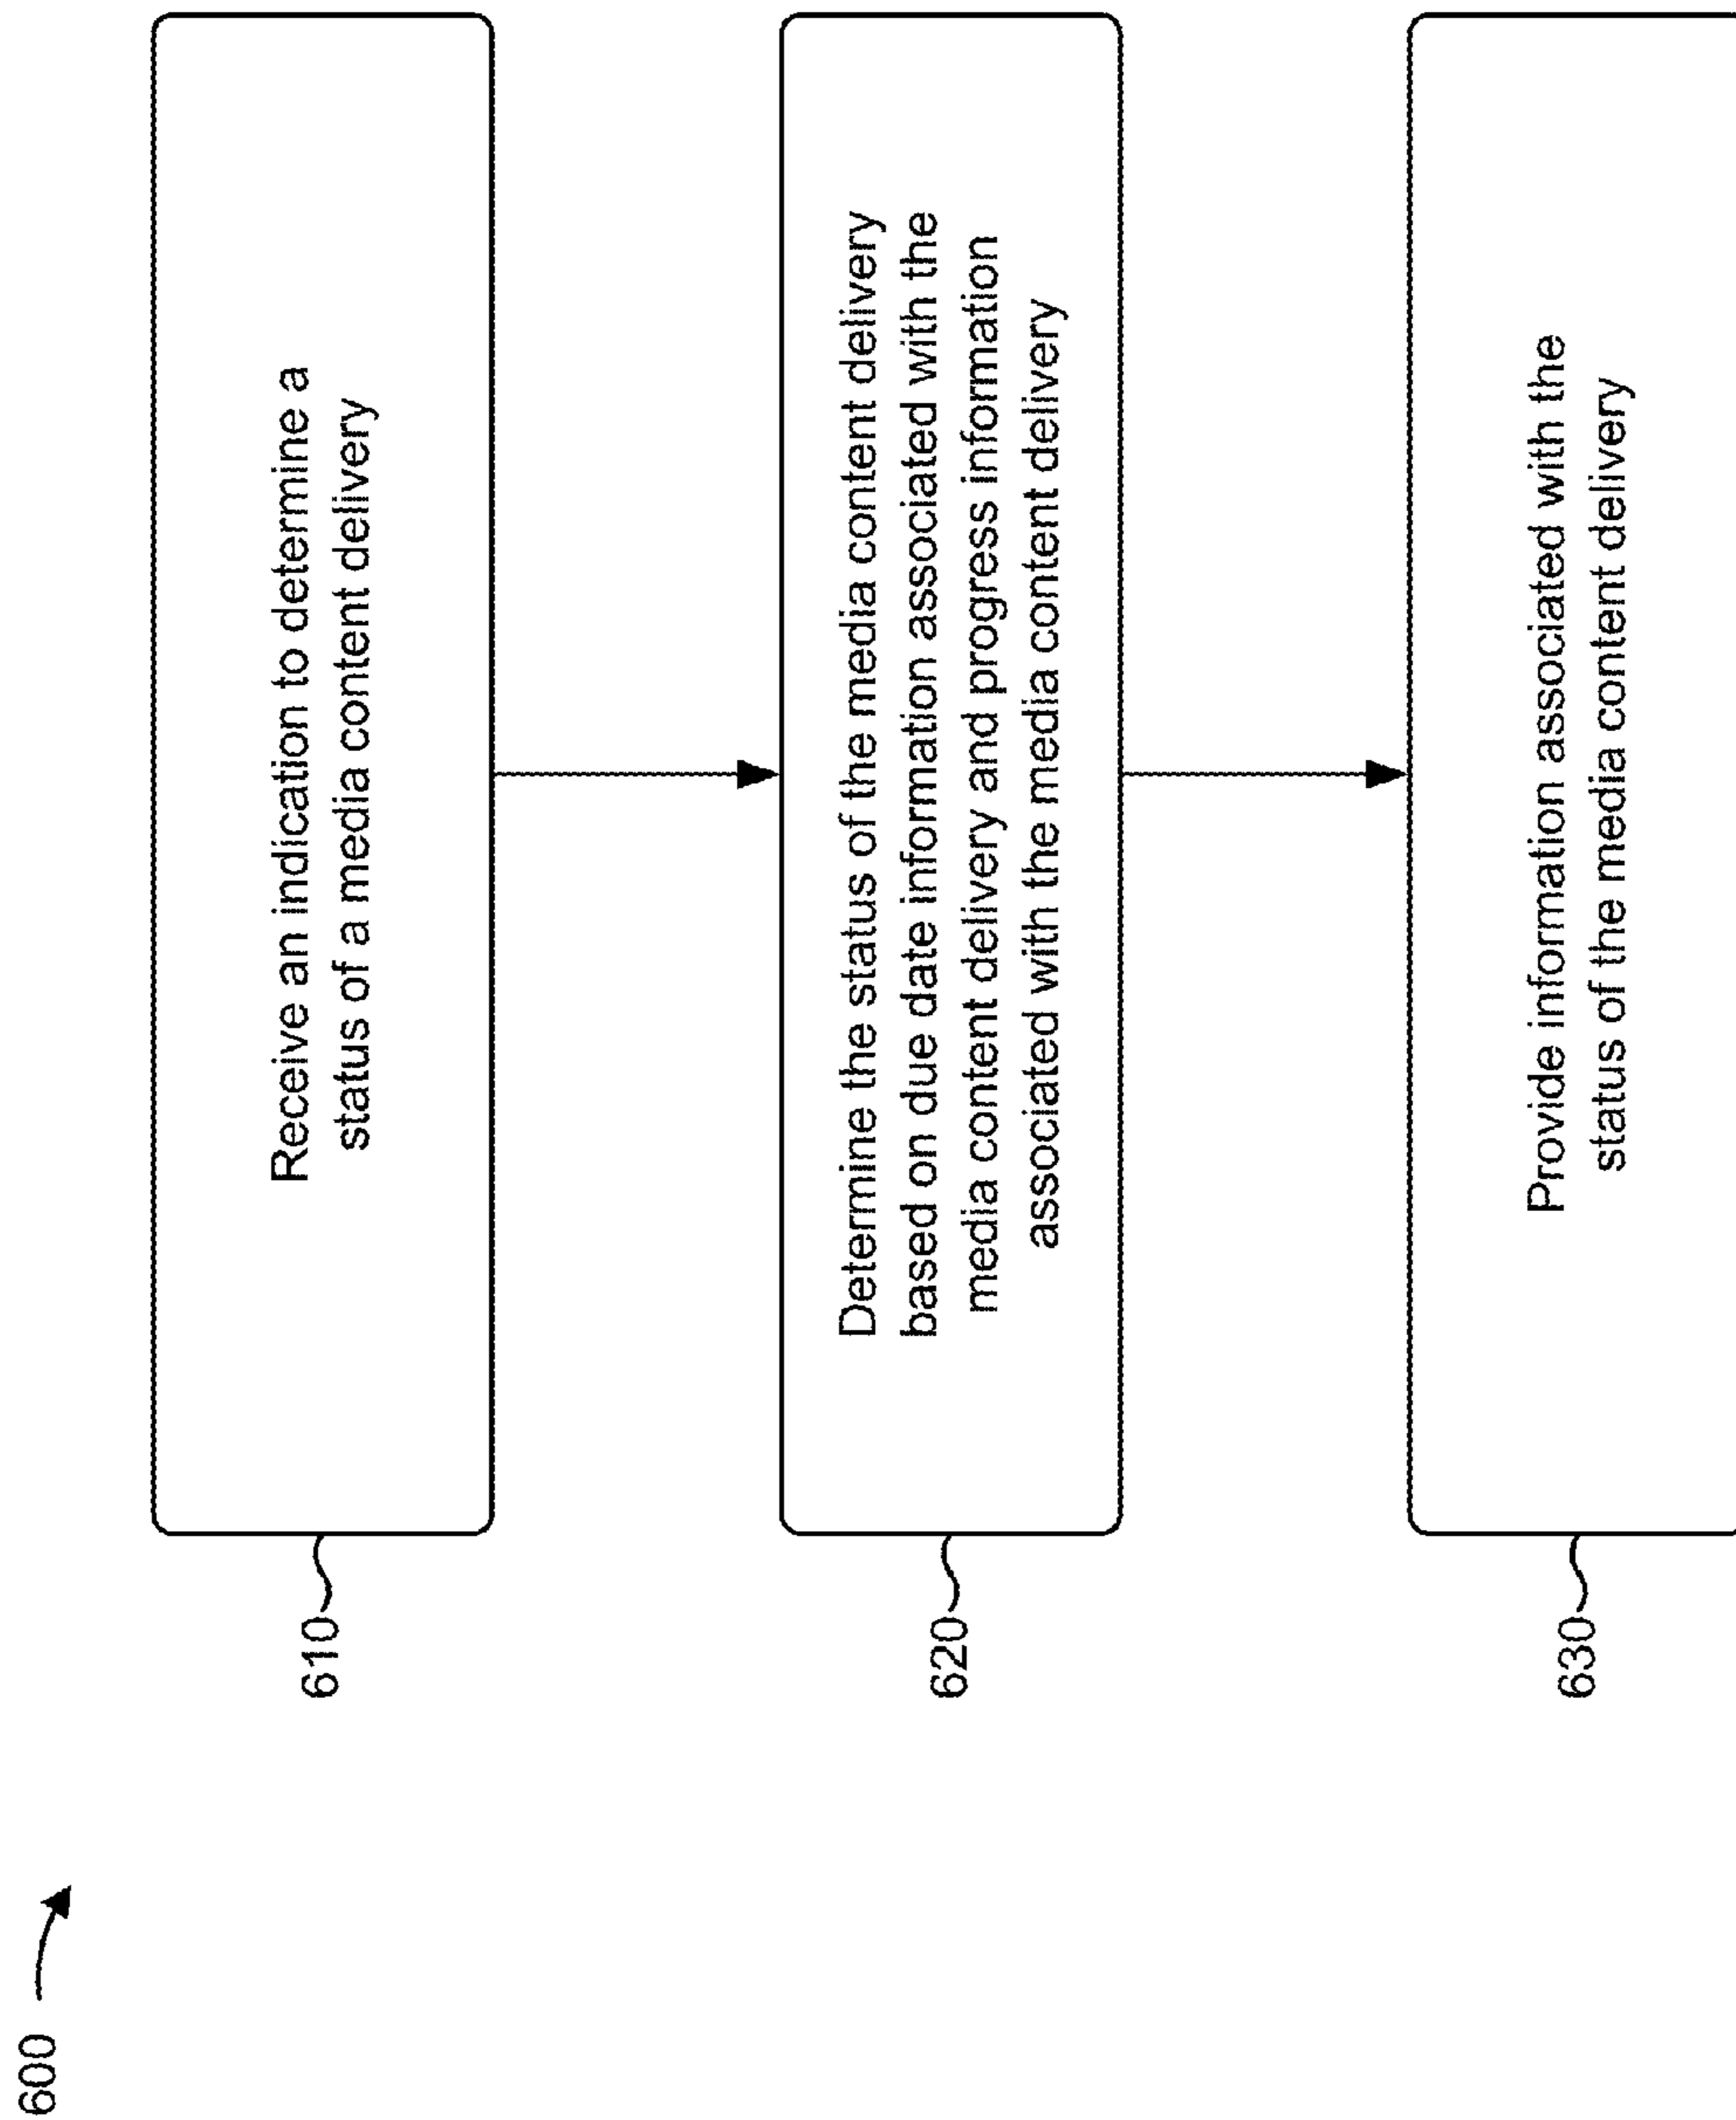 600
610
Receive an indication to determine a
status of a media content delivery
620
Determine the status of the media content delivery
based on due date information associated with the
media content delivery and progress information
associated with the media content delivery
630
Provide information associated with the
status of the media content delivery